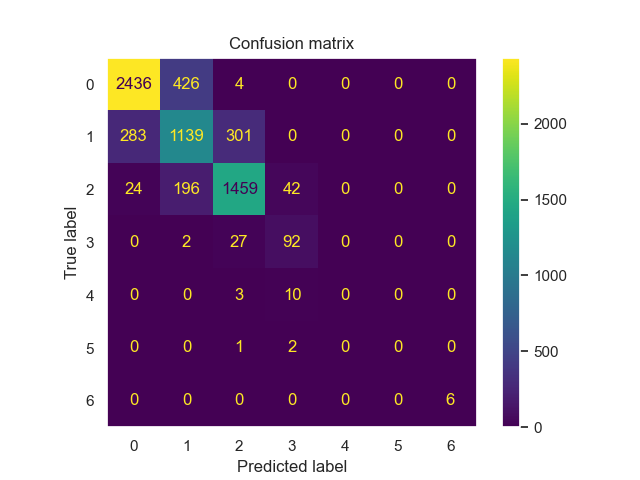 Confusion matrix
True label
0 2436 426 4 0 0 0 0
1 283 1139 301 0 0 0 0
2 24 196 1459 42 0 0 0
3 0 2 27 92 0 0 0
4 0 0 3 10 0 0 0
5 0 0 1 2 0 0 0
6 0 0 0 0 0 0 6
0 1 2 3 4 5 6
Predicted label
2000
1500
1000
500
0